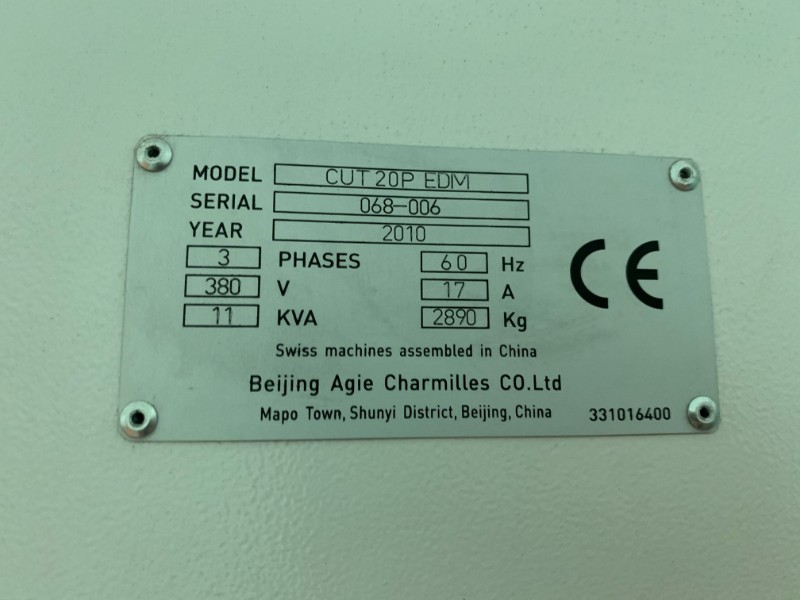 MODEL CUT 20P EDM
SERIAL 068-006
YEAR 2010
3 PHASES 60 Hz
380 V 17 A
11 KVA 2890 Kg
CE
Swiss machines assembled in China
Beijing Agie Charmilles CO.Ltd
Mapo Town, Shunyi District, Beijing, China 331016400